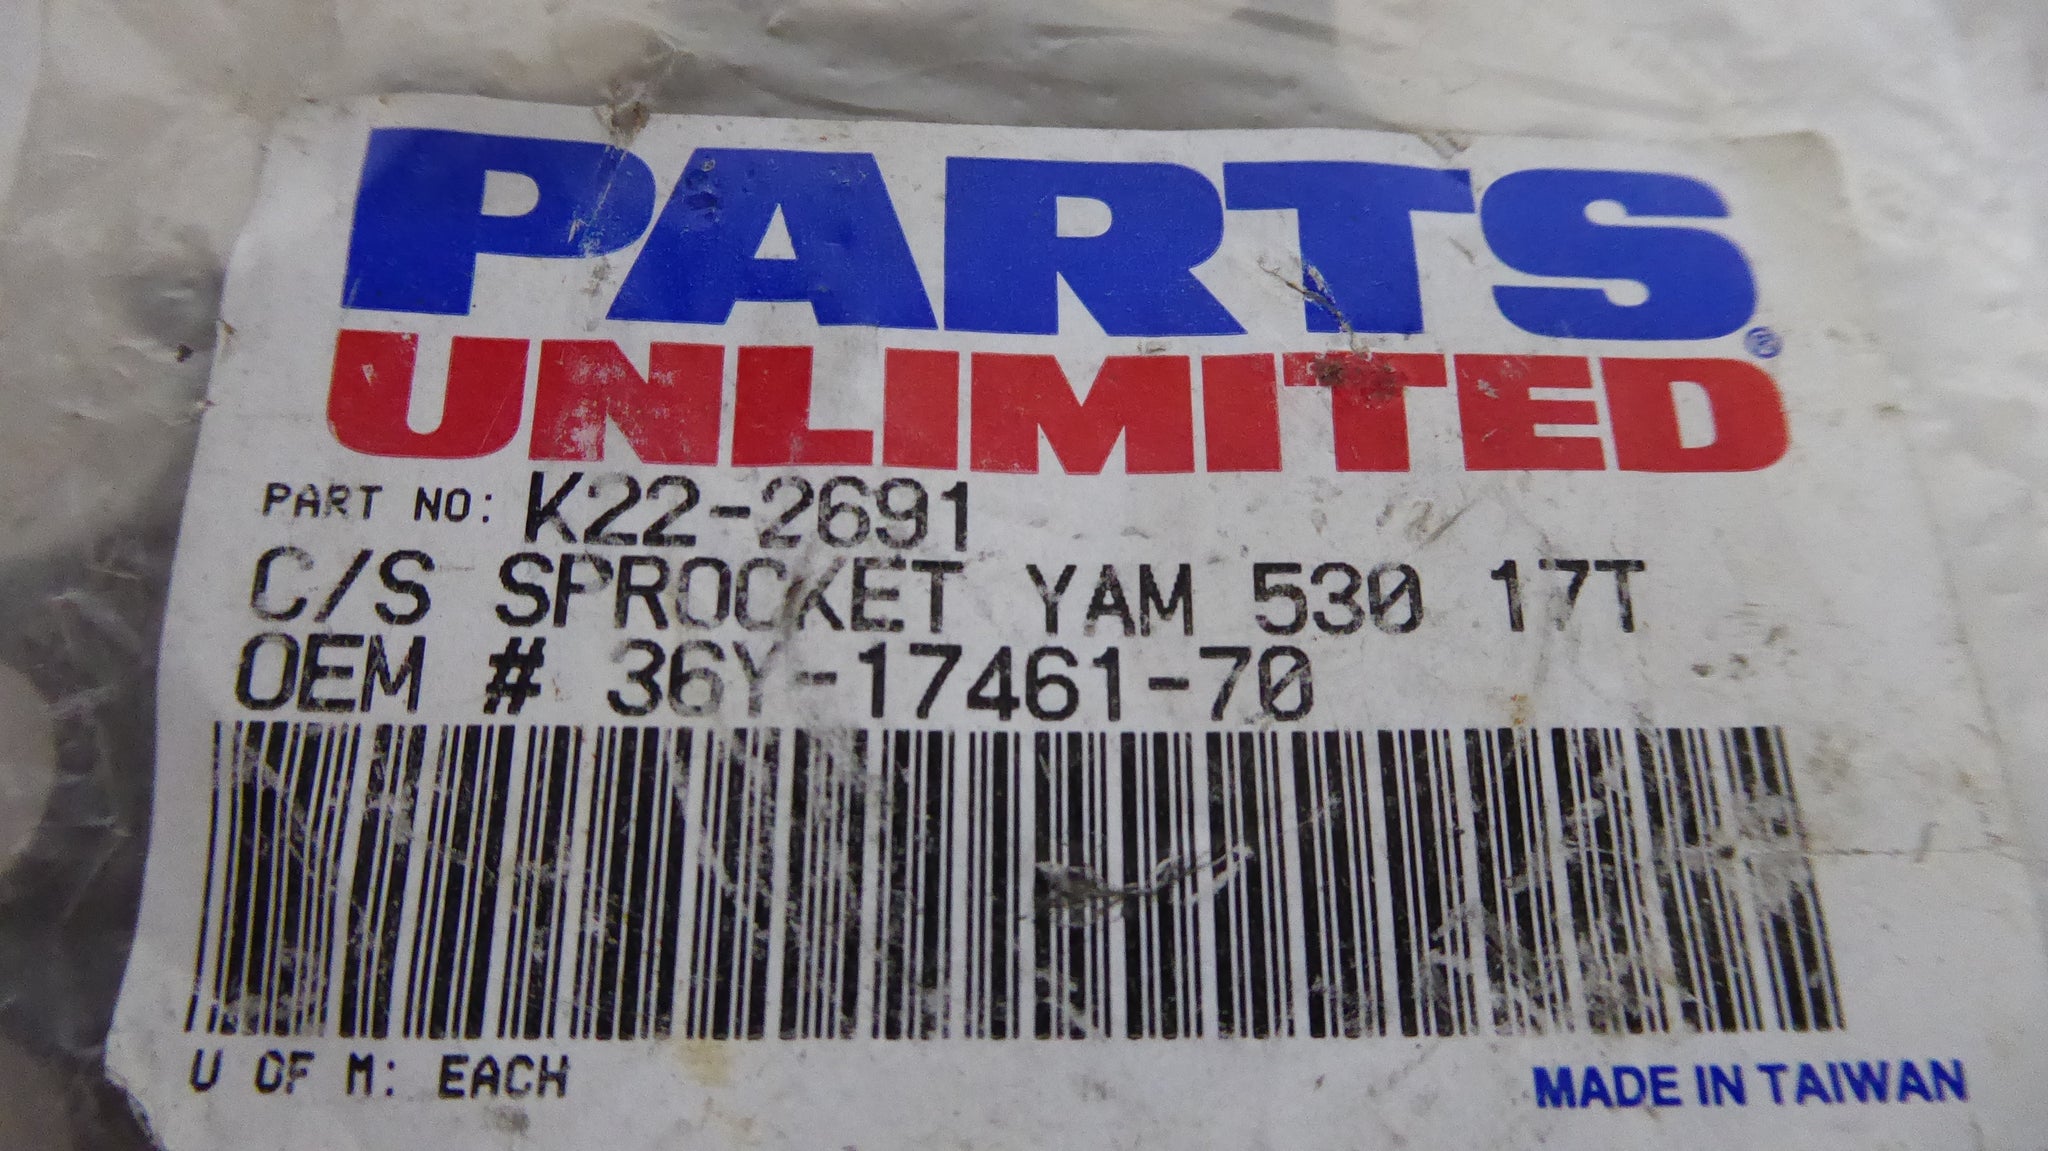 PARTS
UNLIMITED®
PART NO: K22-2691
C/S SPROCKET YAM 530 17T
OEM # 36Y-17461-70
U OF M: EACH
MADE IN TAIWAN